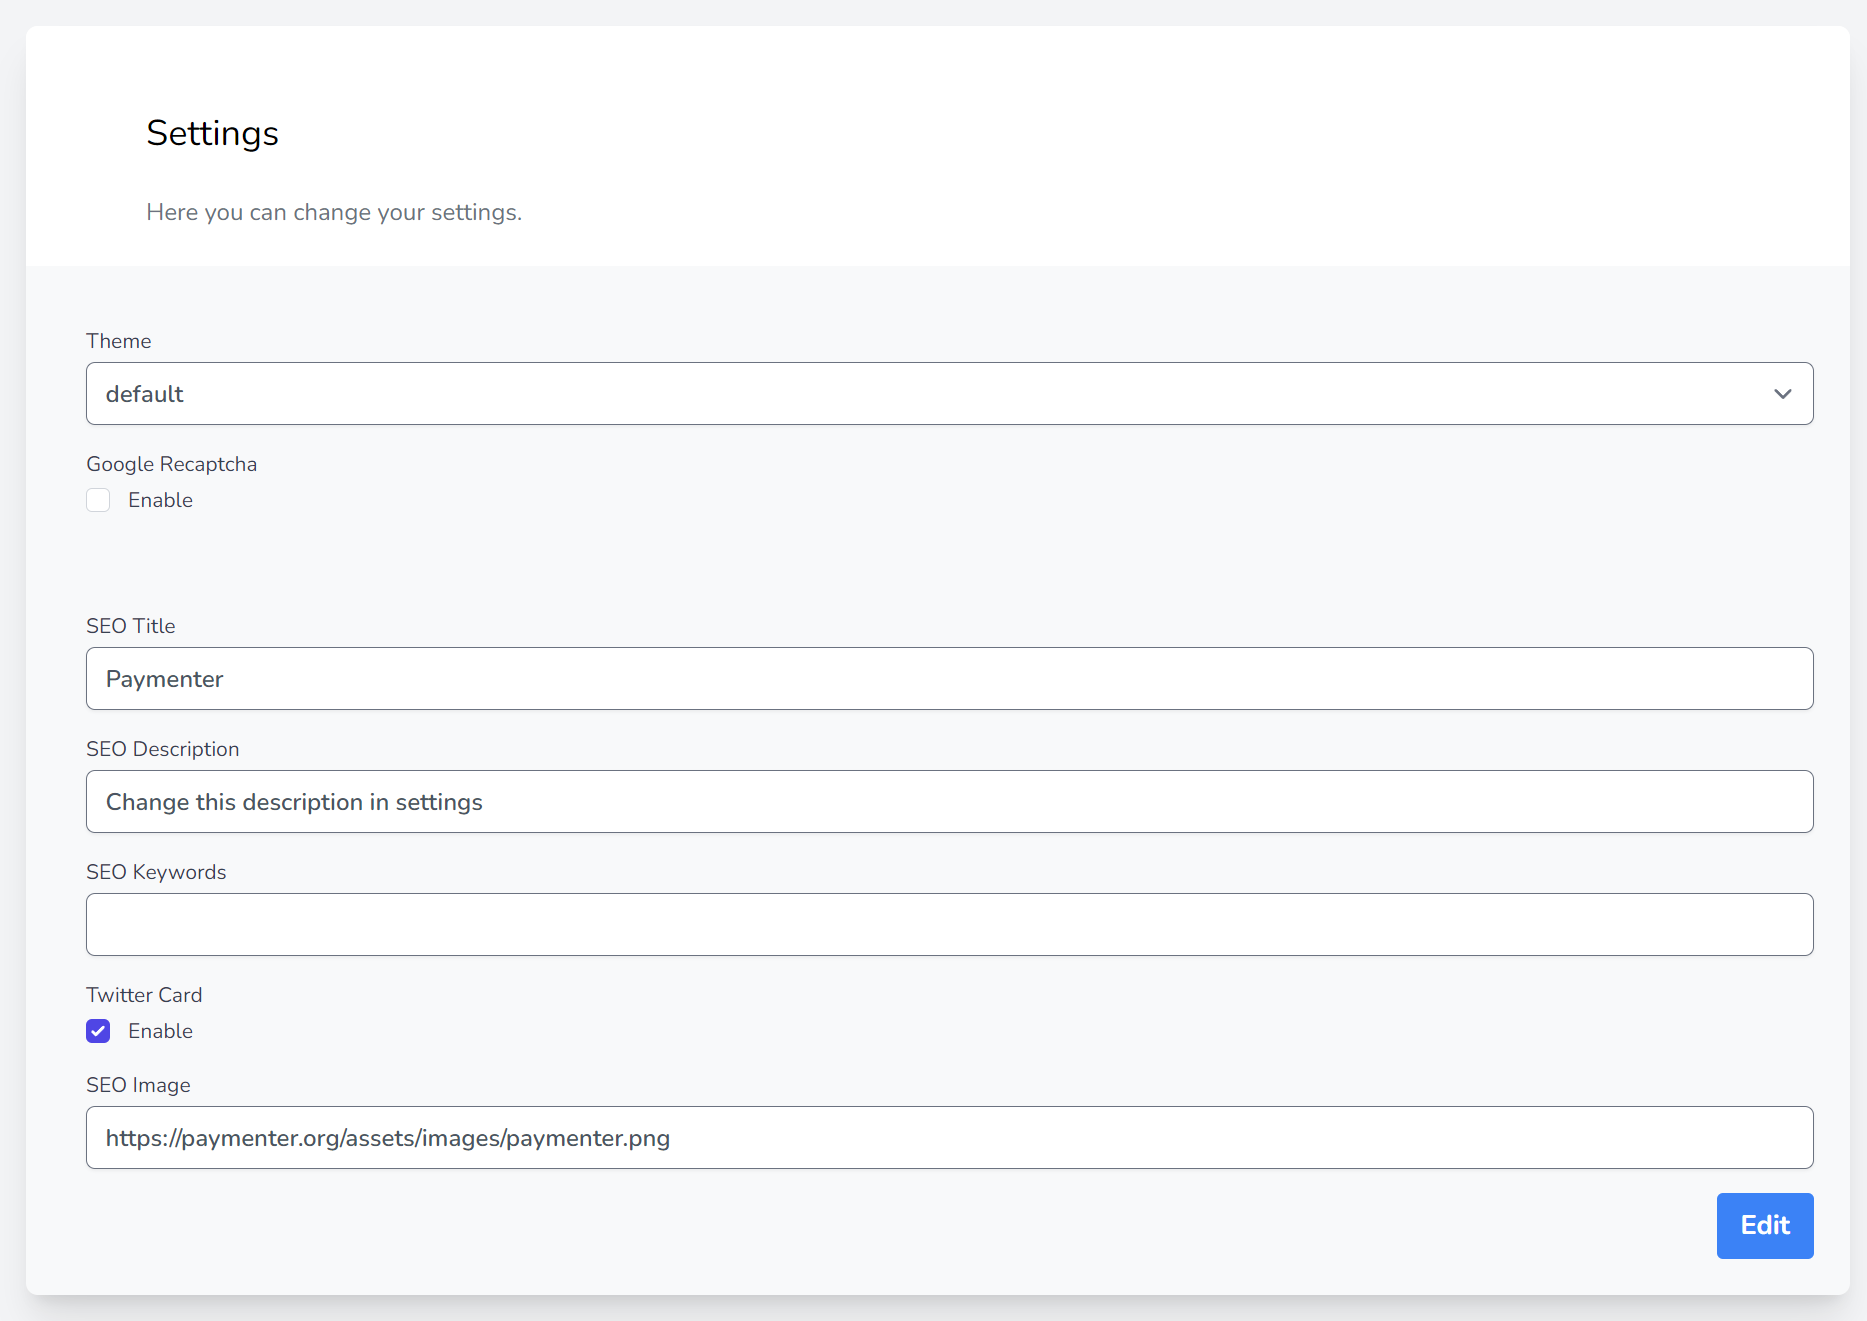 Settings
Here you can change your settings.
Theme
default
Google Recaptcha
Enable
SEO Title
Paymenter
SEO Description
Change this description in settings
SEO Keywords
Twitter Card
Enable
SEO Image
https://paymenter.org/assets/images/paymenter.png
Edit